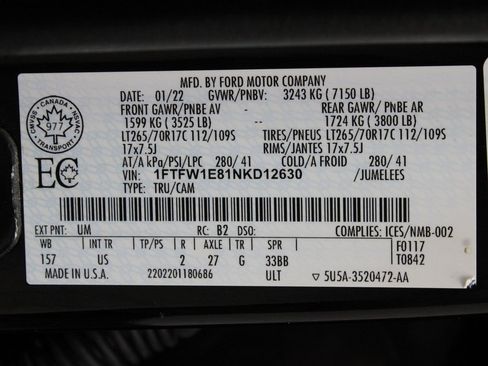 MFD. BY FORD MOTOR COMPANY
DATE: 01/22 GVWR/PNBV: 3243 KG ( 7150 LB)
FRONT GAWR/PNBE AV REAR GAWR / PNBE AR
1599 KG ( 3525 LB) 1724 KG ( 3800 LB)
LT265/70R17C 112/109S TIRES/PNEUS LT265/70R17C 112/109S
17x7.5J RIMS/JANTES 17x7.5J
AT/A kPa/PSI/LPC 280/ 41 COLD/A FROID 280/ 41
VIN: 1FTFW1E81NKD12630 /JUMELEES
TYPE: TRU/CAM
CANADA
CMVSS NSVAC
977
TRANSPORT
EC
EXT PNT: UM RC: B2 DSO: COMPLIES: ICES/NMB-002
WB INT TR TP/PS R AXLE TR SPR F0117
157 US 2 27 G 33BB T0842
MADE IN U.S.A. 2202201180686 ULT ▽ 5U5A-3520472-AA